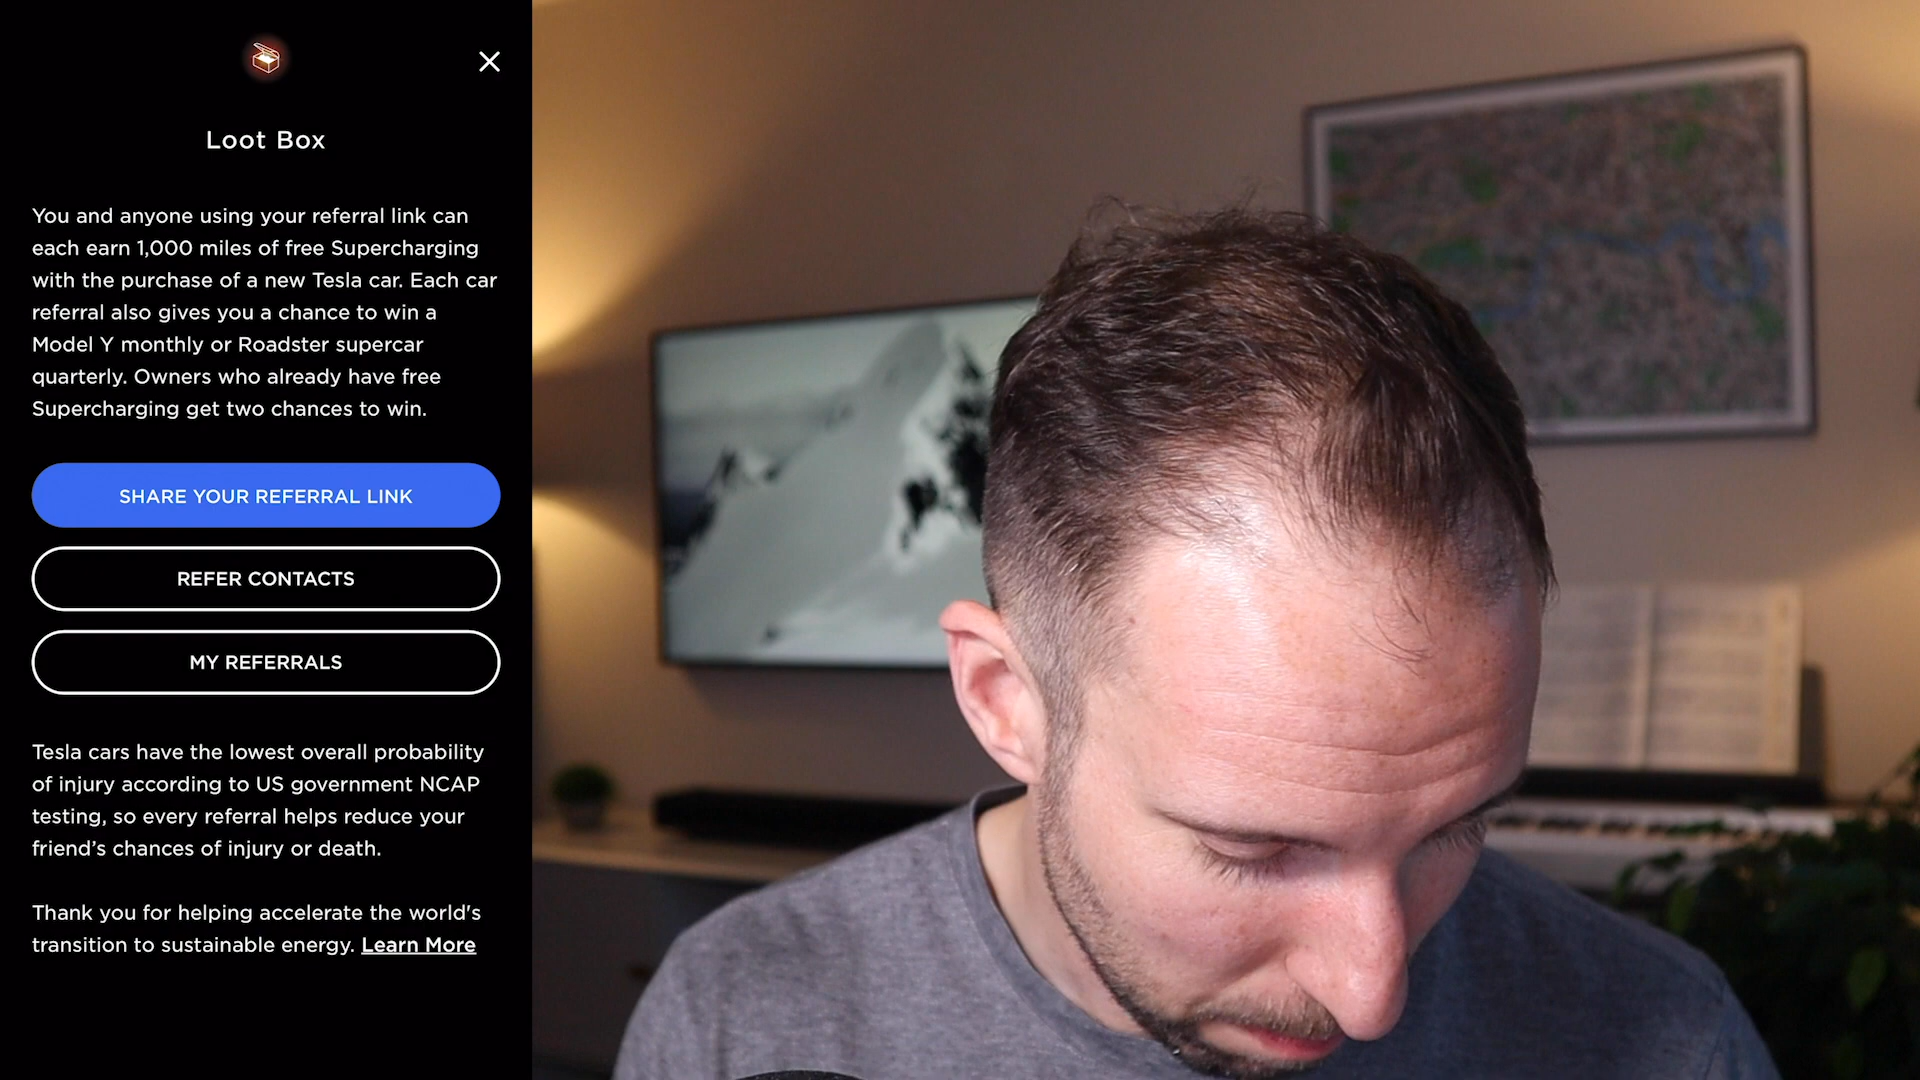 Loot Box
You and anyone using your referral link can
each earn 1,000 miles of free Supercharging
with the purchase of a new Tesla car. Each car
referral also gives you a chance to win a
Model Y monthly or Roadster supercar
quarterly. Owners who already have free
Supercharging get two chances to win.
SHARE YOUR REFERRAL LINK
REFER CONTACTS
MY REFERRALS
Tesla cars have the lowest overall probability
of injury according to US government NCAP
testing, so every referral helps reduce your
friend’s chances of injury or death.
Thank you for helping accelerate the world's
transition to sustainable energy. Learn More